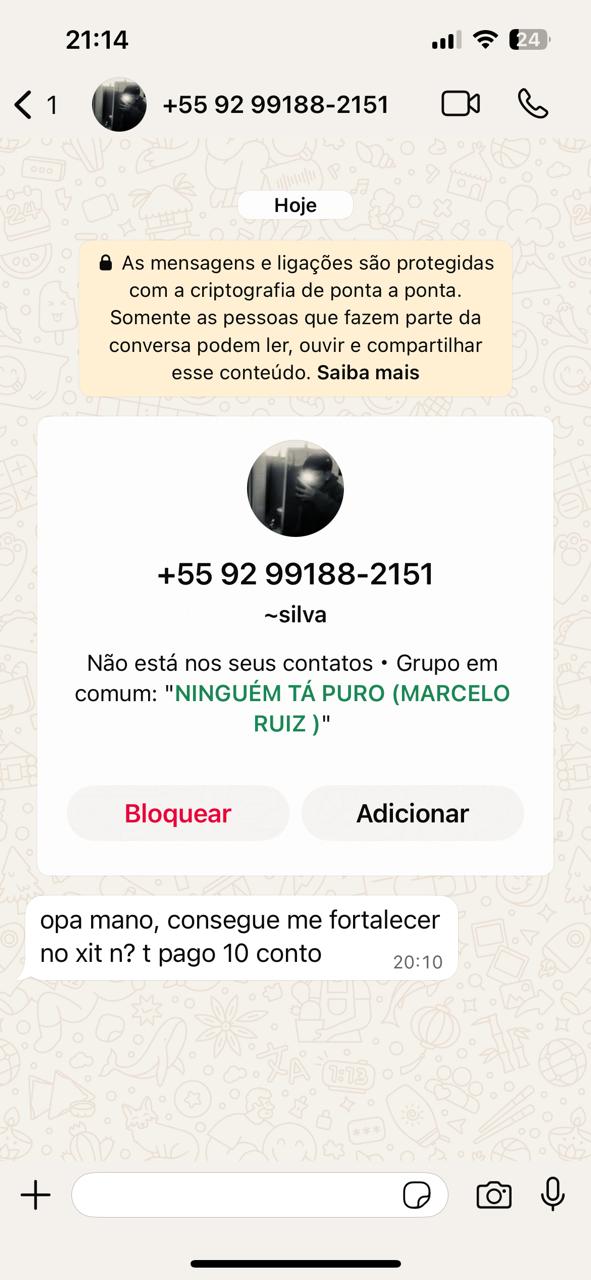 21:14
24
1
+55 92 99188-2151
Hoje
As mensagens e ligações são protegidas
com a criptografia de ponta a ponta.
Somente as pessoas que fazem parte da
conversa podem ler, ouvir e compartilhar
esse conteúdo. Saiba mais
+55 92 99188-2151
~silva
Não está nos seus contatos • Grupo em
comum: "NINGUÉM TÁ PURO (MARCELO
RUIZ )"
Bloquear
Adicionar
opa mano, consegue me fortalecer
no xit n? t pago 10 conto
20:10